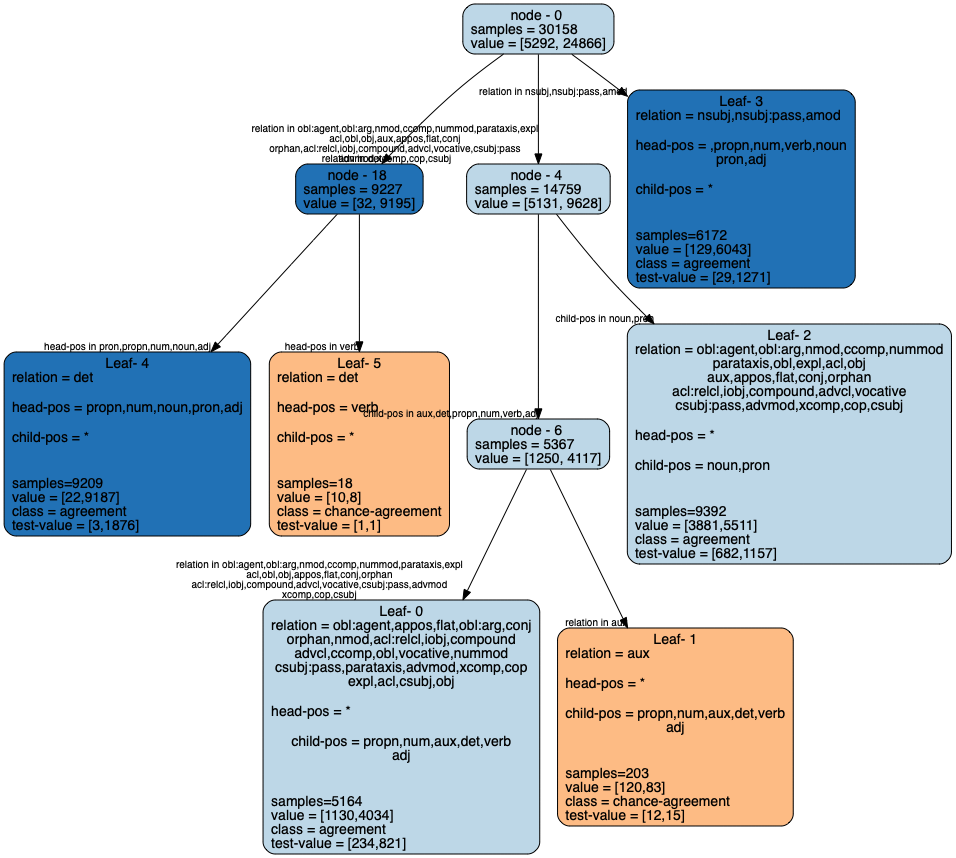 node - 0
samples = 30158
value = [5292, 24866]
relation in nsubj,nsubj:pass,amod
Leaf- 3
relation = nsubj,nsubj:pass,amod
head-pos = ,propn,num,verb,noun
pron,adj
child-pos = *
samples=6172
value = [129,6043]
class = agreement
test-value = [29,1271]
relation in obl:agent,obl:arg,nmod,ccomp,nummod,parataxis,expl
acl,obl,obj,aux,appos,flat,conj
orphan,acl:relcl,iobj,compound,advcl,vocative,csubj:pass
relation in det
xcomp,cop,csubj
node - 18
samples = 9227
value = [32, 9195]
node - 4
samples = 14759
value = [5131, 9628]
child-pos in noun,pron
Leaf- 2
relation = obl:agent,obl:arg,nmod,ccomp,nummod
parataxis,obl,expl,acl,obj
aux,appos,flat,conj,orphan
acl:relcl,iobj,compound,advcl,vocative
csubj:pass,advmod,xcomp,cop,csubj
head-pos = *
child-pos = noun,pron
samples=9392
value = [3881,5511]
class = agreement
test-value = [682,1157]
head-pos in pron,propn,num,noun,adj
Leaf- 4
relation = det
head-pos = propn,num,noun,pron,adj
child-pos = *
samples=9209
value = [22,9187]
class = agreement
test-value = [3,1876]
head-pos in verb
Leaf- 5
relation = det
head-pos = verb
child-pos = *
samples=18
value = [10,8]
class = chance-agreement
test-value = [1,1]
child-pos in aux,det,propn,num,verb,adj
node - 6
samples = 5367
value = [1250, 4117]
relation in obl:agent,obl:arg,nmod,ccomp,nummod,parataxis,expl
acl,obl,obj,appos,flat,conj,orphan
acl:relcl,iobj,compound,advcl,vocative,csubj:pass,advmod
xcomp,cop,csubj
Leaf- 0
relation = obl:agent,appos,flat,obl:arg,conj
orphan,nmod,acl:relcl,iobj,compound
advcl,ccomp,obl,vocative,nummod
csubj:pass,parataxis,advmod,xcomp,cop
expl,acl,csubj,obj
head-pos = *
child-pos = propn,num,aux,det,verb
adj
samples=5164
value = [1130,4034]
class = agreement
test-value = [234,821]
relation in aux
Leaf- 1
relation = aux
head-pos = *
child-pos = propn,num,aux,det,verb
adj
samples=203
value = [120,83]
class = chance-agreement
test-value = [12,15]